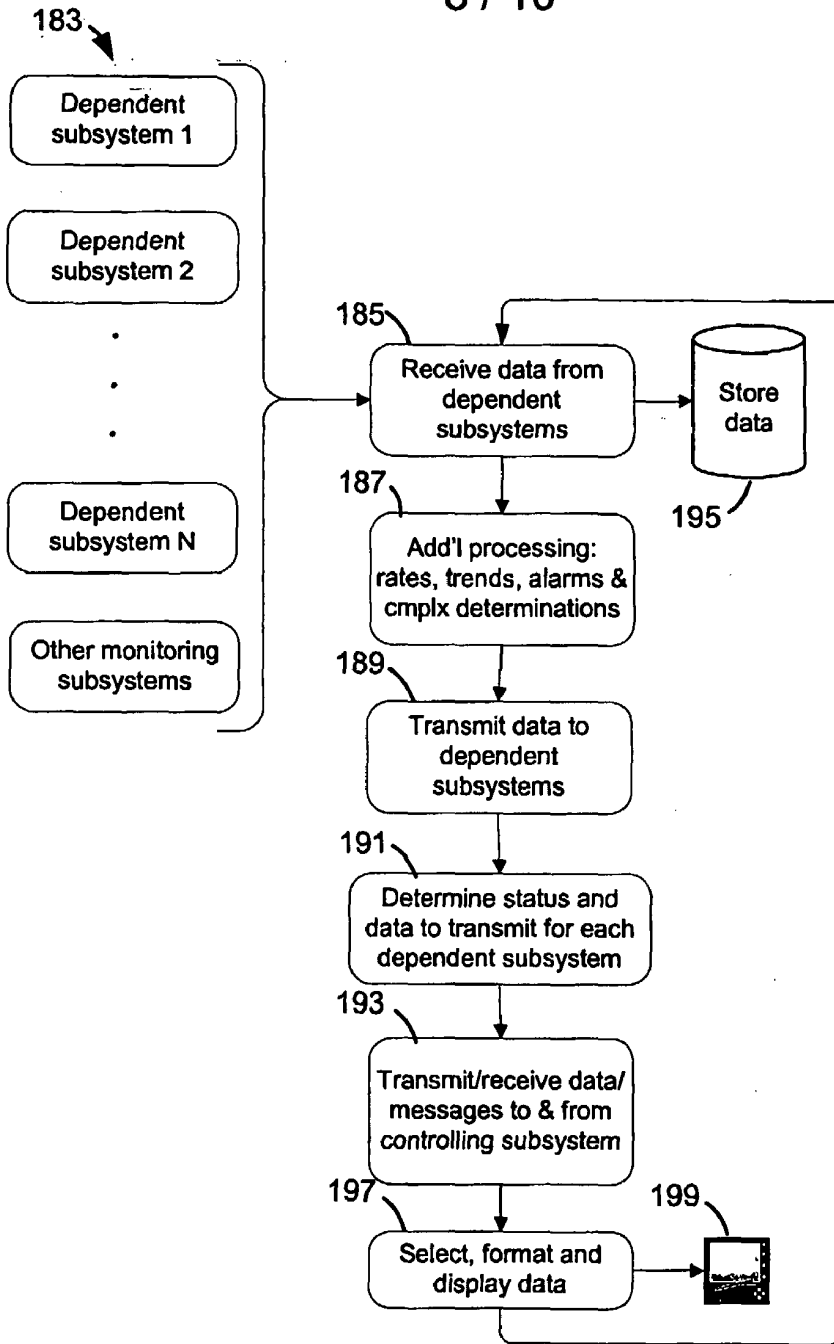 183
Dependent
subsystem 1
Dependent
subsystem 2
Dependent
subsystem N
Other monitoring
subsystems
185
Receive data from
dependent
subsystems
Store
data
195
187
Add'l processing:
rates, trends, alarms &
cmplx determinations
189
Transmit data to
dependent
subsystems
191
Determine status and
data to transmit for each
dependent subsystem
193
Transmit/receive data/
messages to & from
controlling subsystem
197
Select, format and
display data
199